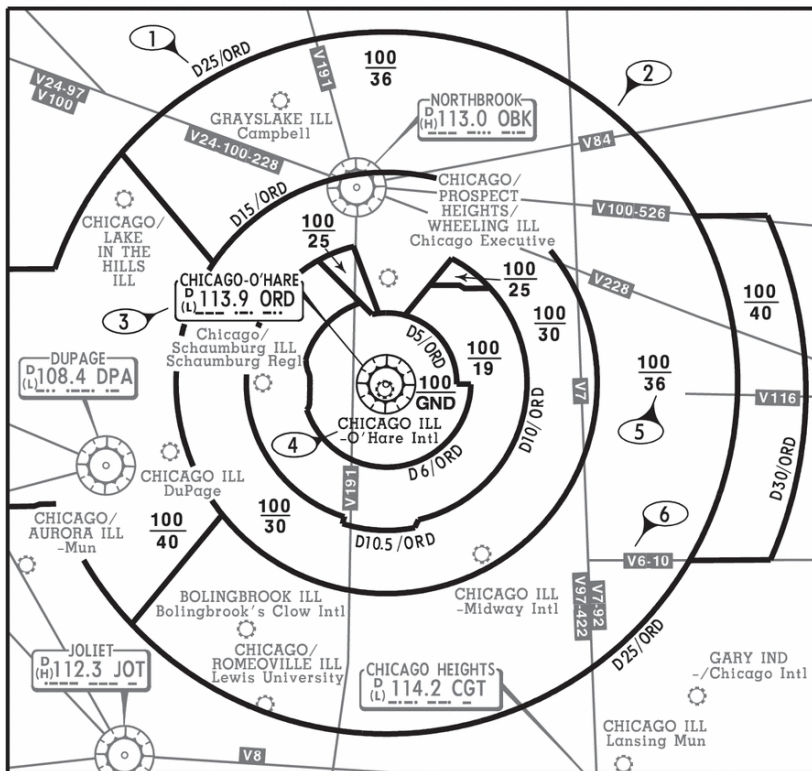 1
D25/ORD
V191
100
36
2
V24-97
V100
GRAYSLAKE ILL
Campbell
NORTHBROOK
D
(H) 113.0 OBK
V24-100-228
V84
D15/ORD
CHICAGO/
PROSPECT
HEIGHTS/
WHEELING ILL
Chicago Executive
V100-526
CHICAGO/
LAKE
IN THE
HILLS
ILL
100
25
100
25
V228
CHICAGO-O'HARE
D
(L) 113.9 ORD
100
40
3
100
30
Chicago/
Schaumburg ILL
Schaumburg Regl
D5/ORD
100
19
DUPAGE
D
(L) 108.4 DPA
100
GND
100
36
V7
V116
D10/ORD
CHICAGO ILL
-O'Hare Intl
4
5
D6/ORD
D30/ORD
CHICAGO ILL
DuPage
V191
100
30
6
CHICAGO/
AURORA ILL
-Mun
100
40
D10.5/ORD
V6-10
BOLINGBROOK ILL
Bolingbrook's Clow Intl
CHICAGO ILL
-Midway Intl
V97-422
V7-92
D25/ORD
CHICAGO/
ROMEOVILLE ILL
Lewis University
JOLIET
D
(H) 112.3 JOT
CHICAGO HEIGHTS
D
(L) 114.2 CGT
GARY IND
-/Chicago Intl
CHICAGO ILL
Lansing Mun
V8